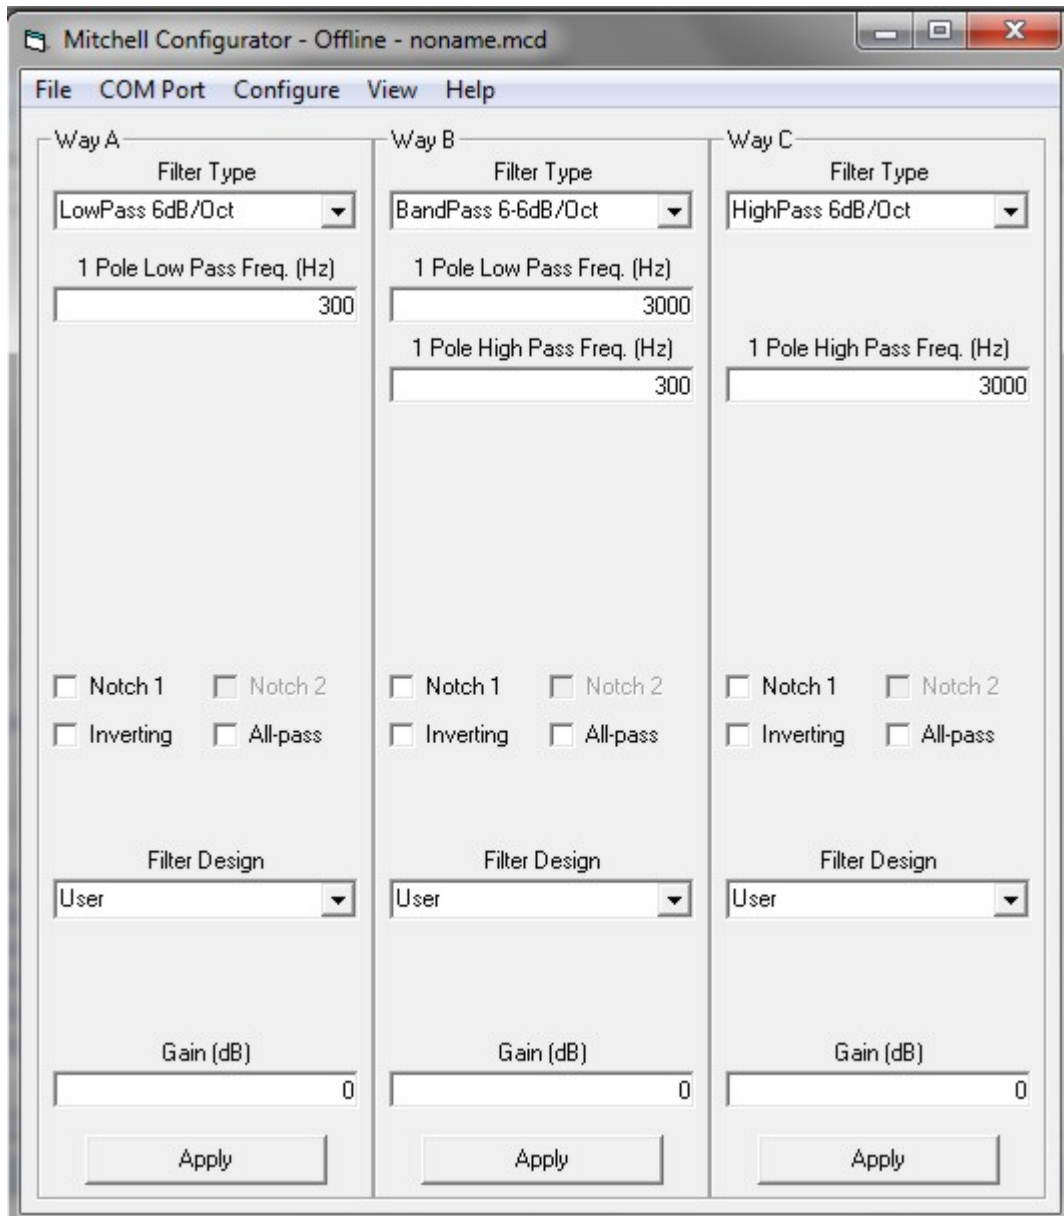 Mitchell Configurator - Offline - noname.mcd
File COM Port Configure View Help
Way A
Filter Type
LowPass 6dB/Oct
1 Pole Low Pass Freq. (Hz)
300
Notch 1 Notch 2
Inverting All-pass
Filter Design
User
Gain (dB)
0
Apply
Way B
Filter Type
BandPass 6-6dB/Oct
1 Pole Low Pass Freq. (Hz)
3000
1 Pole High Pass Freq. (Hz)
300
Notch 1 Notch 2
Inverting All-pass
Filter Design
User
Gain (dB)
0
Apply
Way C
Filter Type
HighPass 6dB/Oct
1 Pole High Pass Freq. (Hz)
3000
Notch 1 Notch 2
Inverting All-pass
Filter Design
User
Gain (dB)
0
Apply